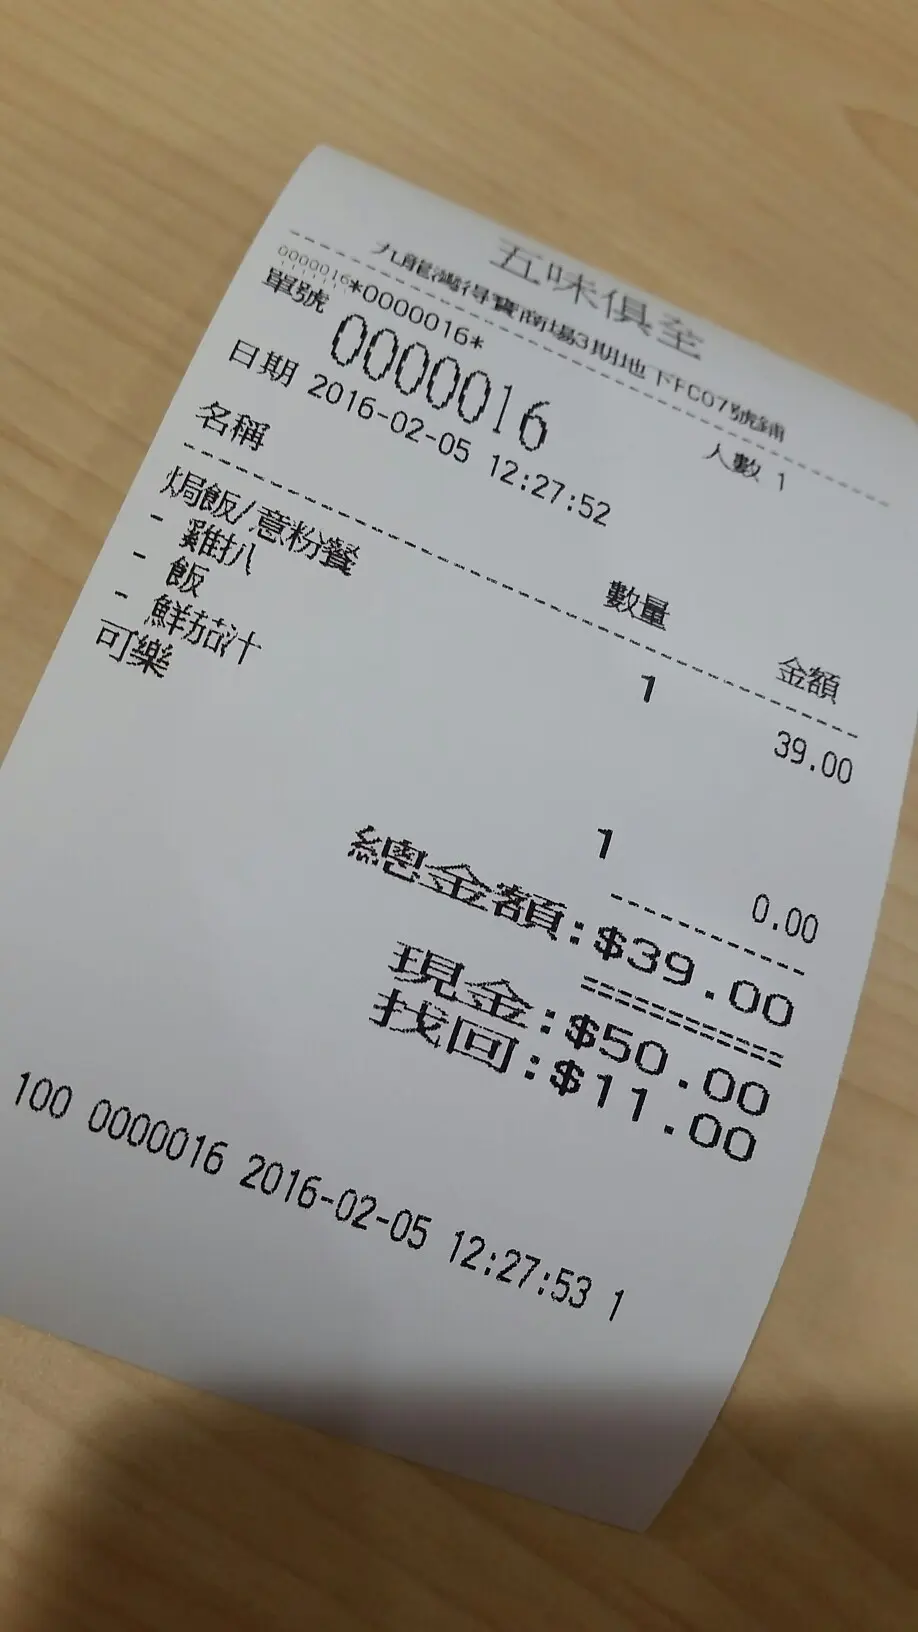 五味俱全
九龍灣得寶商場3期地下FC07號鋪
0000016*0000016*
單號 0000016 人數 1
日期 2016-02-05 12:27:52
名稱 數量 金額
焗飯/意粉餐 1 39.00
- 雞扒
- 飯
- 鮮茄汁
可樂 1 0.00
總金額:$39.00
現金:$50.00
找回:$11.00
100 0000016 2016-02-05 12:27:53 1